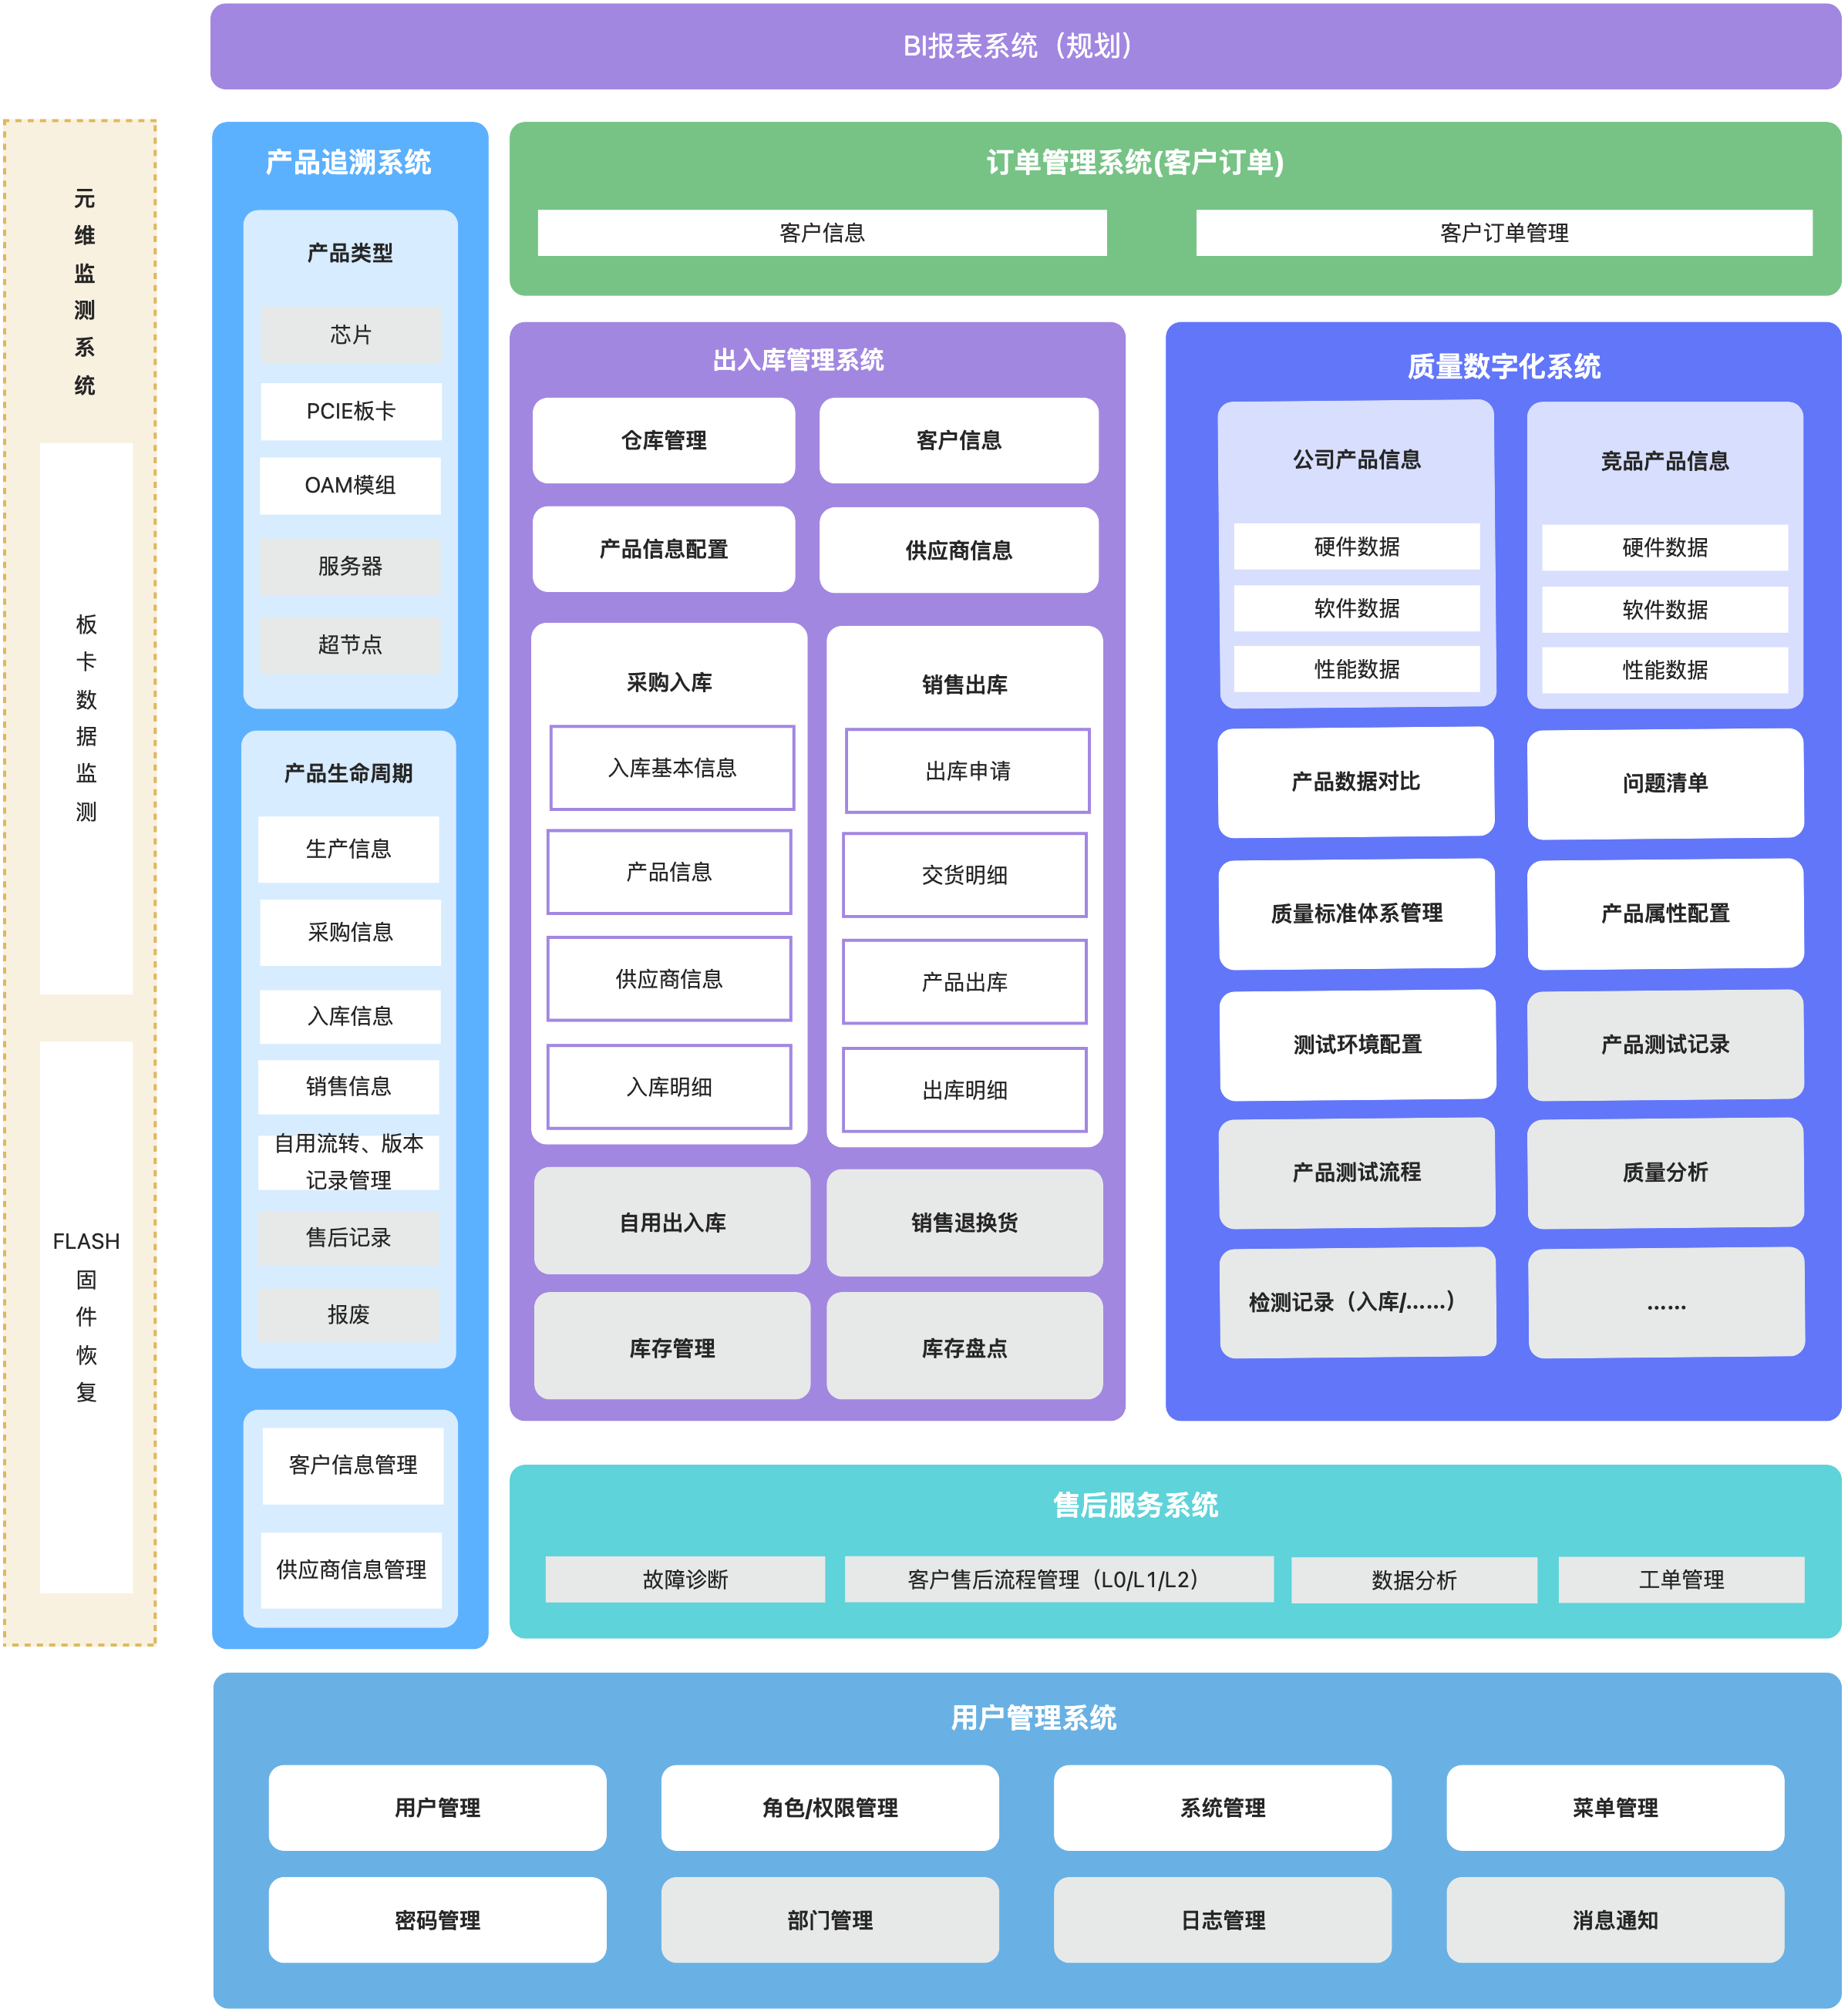 BI报表系统（规划）
元
维
监
测
系
统
板
卡
数
据
监
测
FLASH
固
件
恢
复
产品追溯系统
产品类型
芯片
PCIE板卡
OAM模组
服务器
超节点
产品生命周期
生产信息
采购信息
入库信息
销售信息
自用流转、版本
记录管理
售后记录
报废
客户信息管理
供应商信息管理
订单管理系统(客户订单)
客户信息
客户订单管理
出入库管理系统
仓库管理
客户信息
产品信息配置
供应商信息
采购入库
入库基本信息
产品信息
供应商信息
入库明细
销售出库
出库申请
交货明细
产品出库
出库明细
自用出入库
销售退换货
库存管理
库存盘点
质量数字化系统
公司产品信息
硬件数据
软件数据
性能数据
竞品产品信息
硬件数据
软件数据
性能数据
产品数据对比
问题清单
质量标准体系管理
产品属性配置
测试环境配置
产品测试记录
产品测试流程
质量分析
检测记录（入库/……）
……
售后服务系统
故障诊断
客户售后流程管理（L0/L1/L2）
数据分析
工单管理
用户管理系统
用户管理
角色/权限管理
系统管理
菜单管理
密码管理
部门管理
日志管理
消息通知